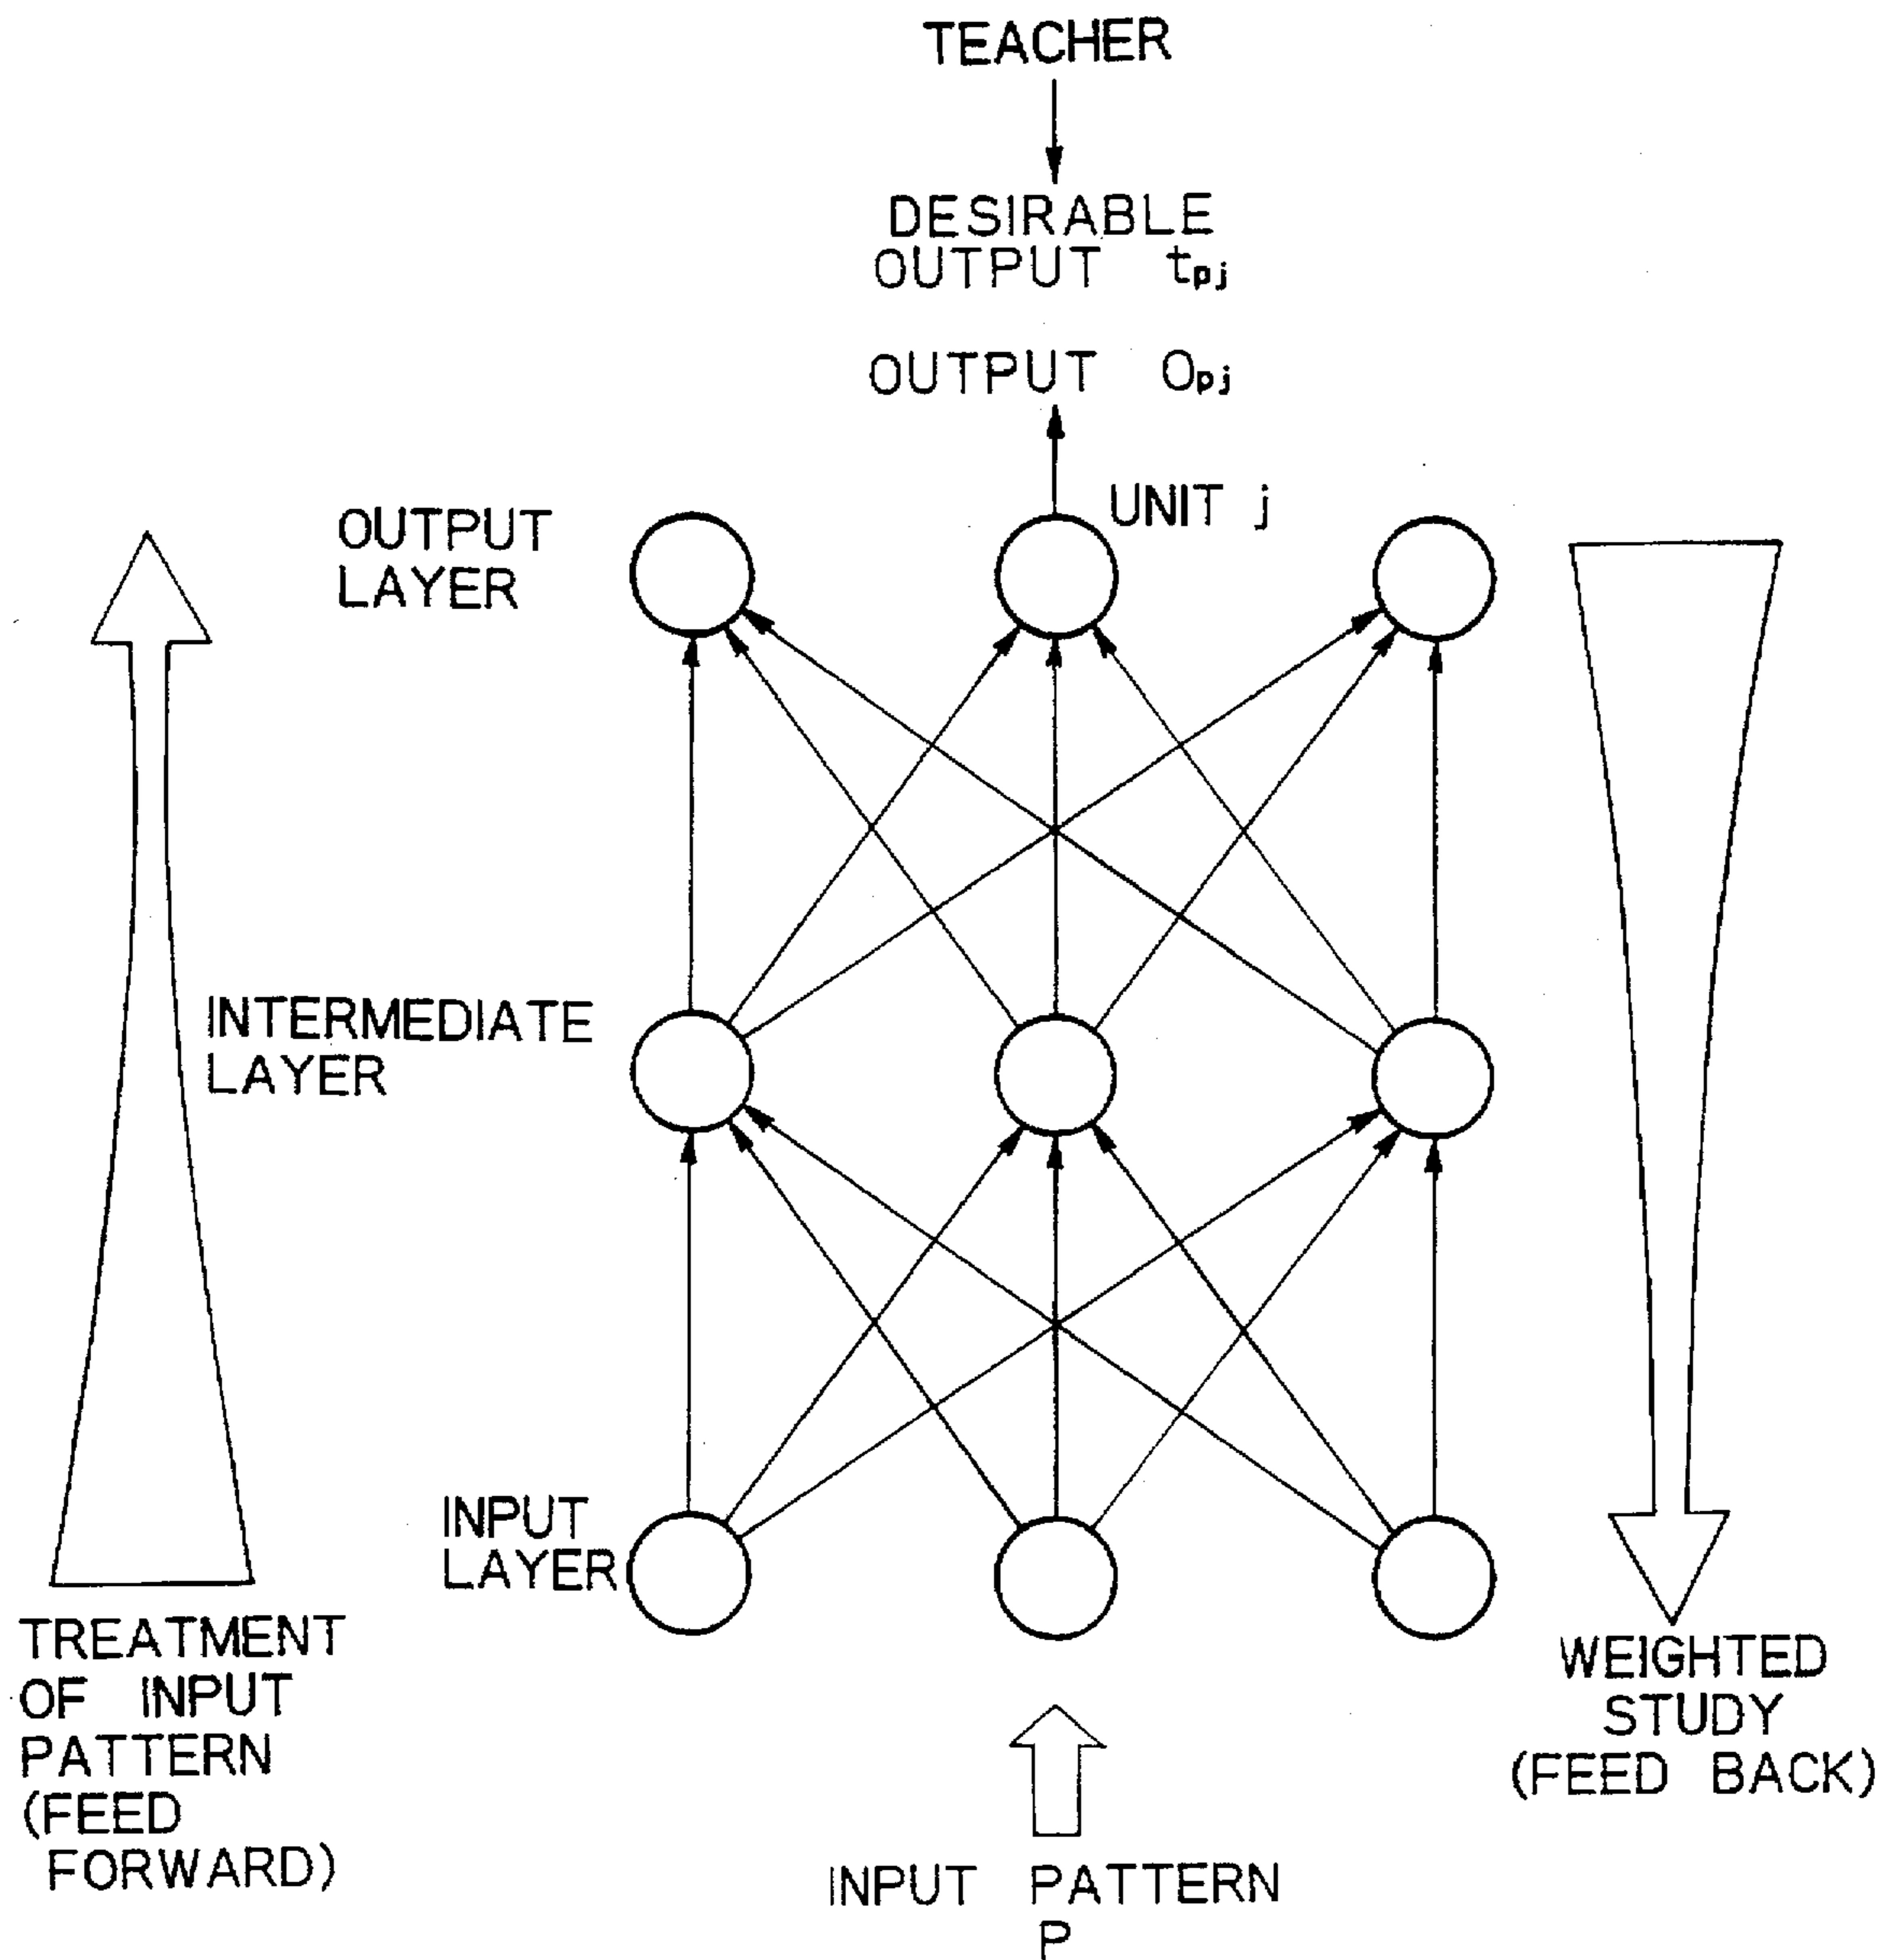 TEACHER
DESIRABLE
OUTPUT tpj
OUTPUT Opj
UNIT j
OUTPUT
LAYER
INTERMEDIATE
LAYER
INPUT
LAYER
TREATMENT
OF INPUT
PATTERN
(FEED
FORWARD)
WEIGHTED
STUDY
(FEED BACK)
INPUT PATTERN
P